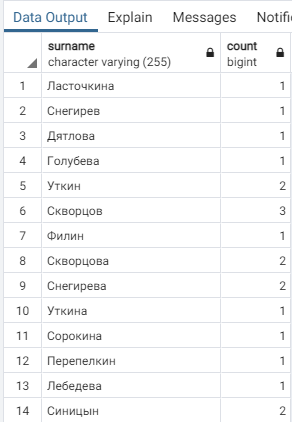 Data Output Explain Messages Notifi
surname count
character varying (255) bigint
1 Ласточкина 1
2 Снегирев 1
3 Дятлова 1
4 Голубева 1
5 Уткин 2
6 Скворцов 3
7 Филин 1
8 Скворцова 2
9 Снегирева 2
10 Уткина 1
11 Сорокина 1
12 Перепелкин 1
13 Лебедева 1
14 Синицын 2